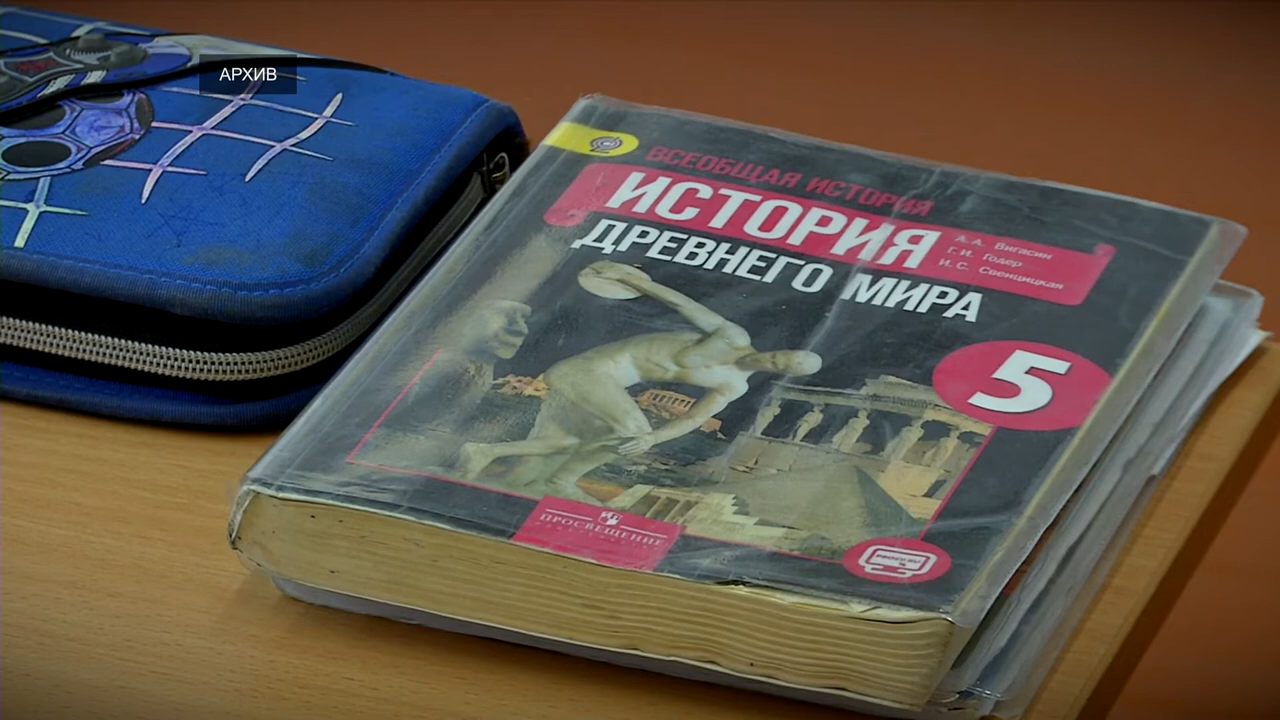 АРХИВ
ВСЕОБЩАЯ ИСТОРИЯ
ИСТОРИЯ
ДРЕВНЕГО МИРА
А. А. Вигасин
Г. И. Годер
И. С. Свенцицкая
5
ПРОСВЕЩЕНИЕ